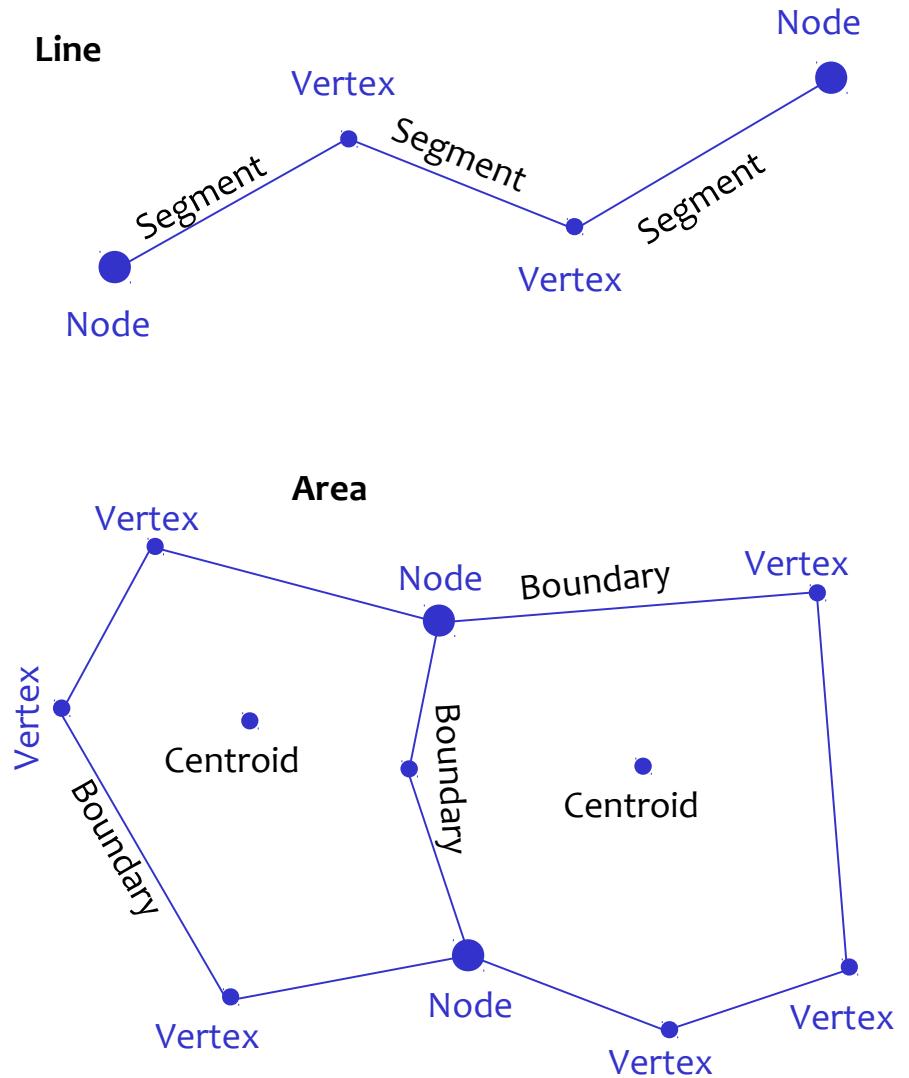 Line
Node
Vertex
Segment
Segment
Segment
Vertex
Node
Area
Vertex
Node
Boundary
Vertex
Vertex
Boundary
Centroid
Centroid
Boundary
Node
Vertex
Vertex
Vertex